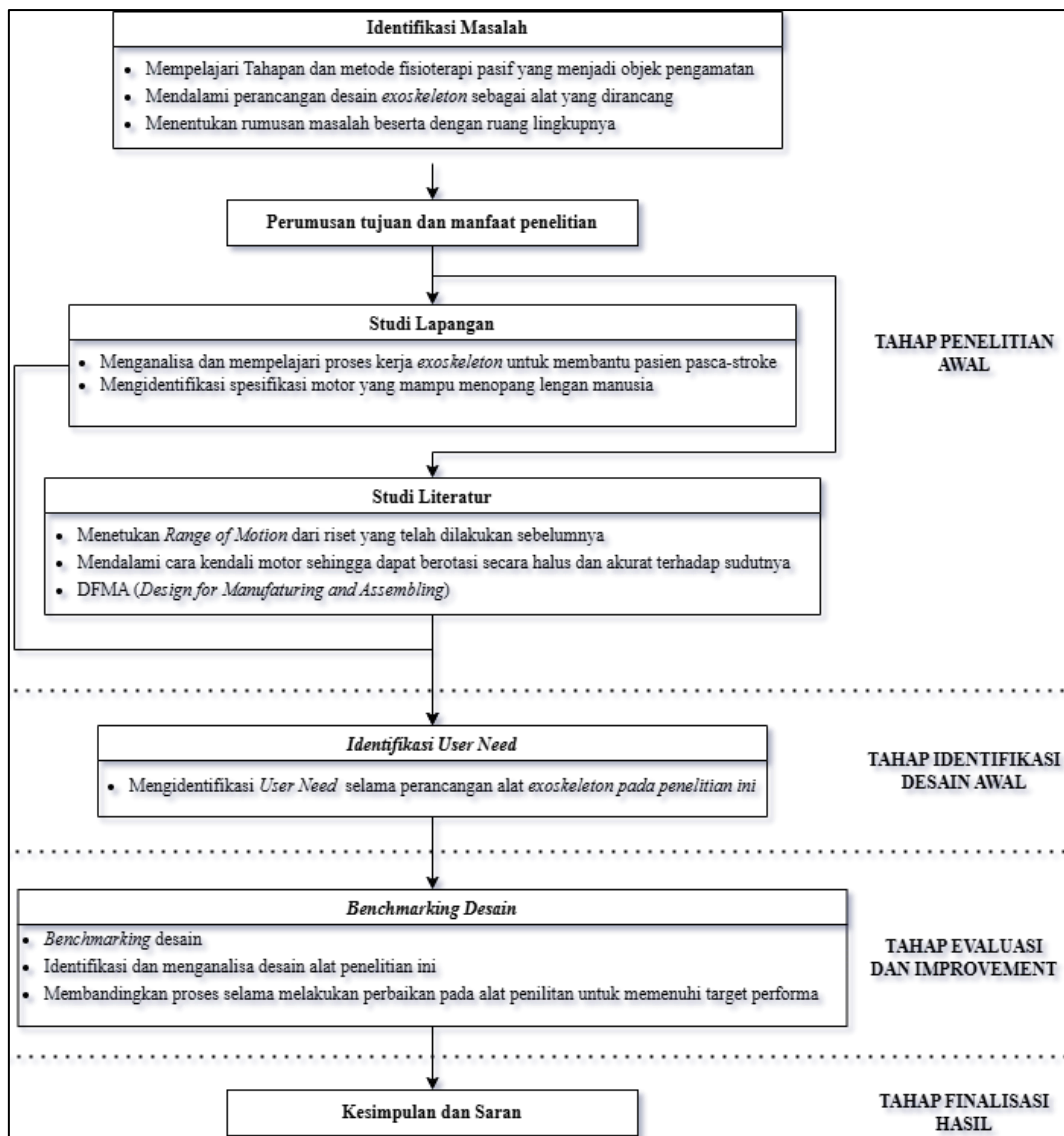 Identifikasi Masalah
• Mempelajari Tahapan dan metode fisioterapi pasif yang menjadi objek pengamatan
• Mendalami perancangan desain exoskeleton sebagai alat yang dirancang
• Menentukan rumusan masalah beserta dengan ruang lingkupnya
Perumusan tujuan dan manfaat penelitian
Studi Lapangan
• Menganalisa dan mempelajari proses kerja exoskeleton untuk membantu pasien pasca-stroke
• Mengidentifikasi spesifikasi motor yang mampu menopang lengan manusia
TAHAP PENELITIAN
AWAL
Studi Literatur
• Menetukan Range of Motion dari riset yang telah dilakukan sebelumnya
• Mendalami cara kendali motor sehingga dapat berotasi secara halus dan akurat terhadap sudutnya
• DFMA (Design for Manufaturing and Assembling)
Identifikasi User Need
• Mengidentifikasi User Need selama perancangan alat exoskeleton pada penelitian ini
TAHAP IDENTIFIKASI
DESAIN AWAL
Benchmarking Desain
• Benchmarking desain
• Identifikasi dan menganalisa desain alat penelitian ini
• Membandingkan proses selama melakukan perbaikan pada alat penilitan untuk memenuhi target performa
TAHAP EVALUASI
DAN IMPROVEMENT
Kesimpulan dan Saran
TAHAP FINALISASI
HASIL